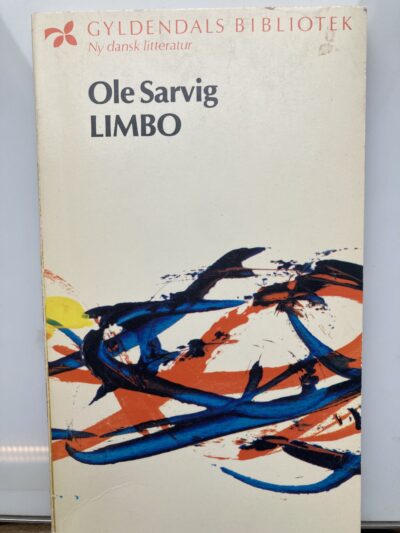 GYLDENDALS BIBLIOTEK
Ny dansk litteratur
Ole Sarvig
LIMBO